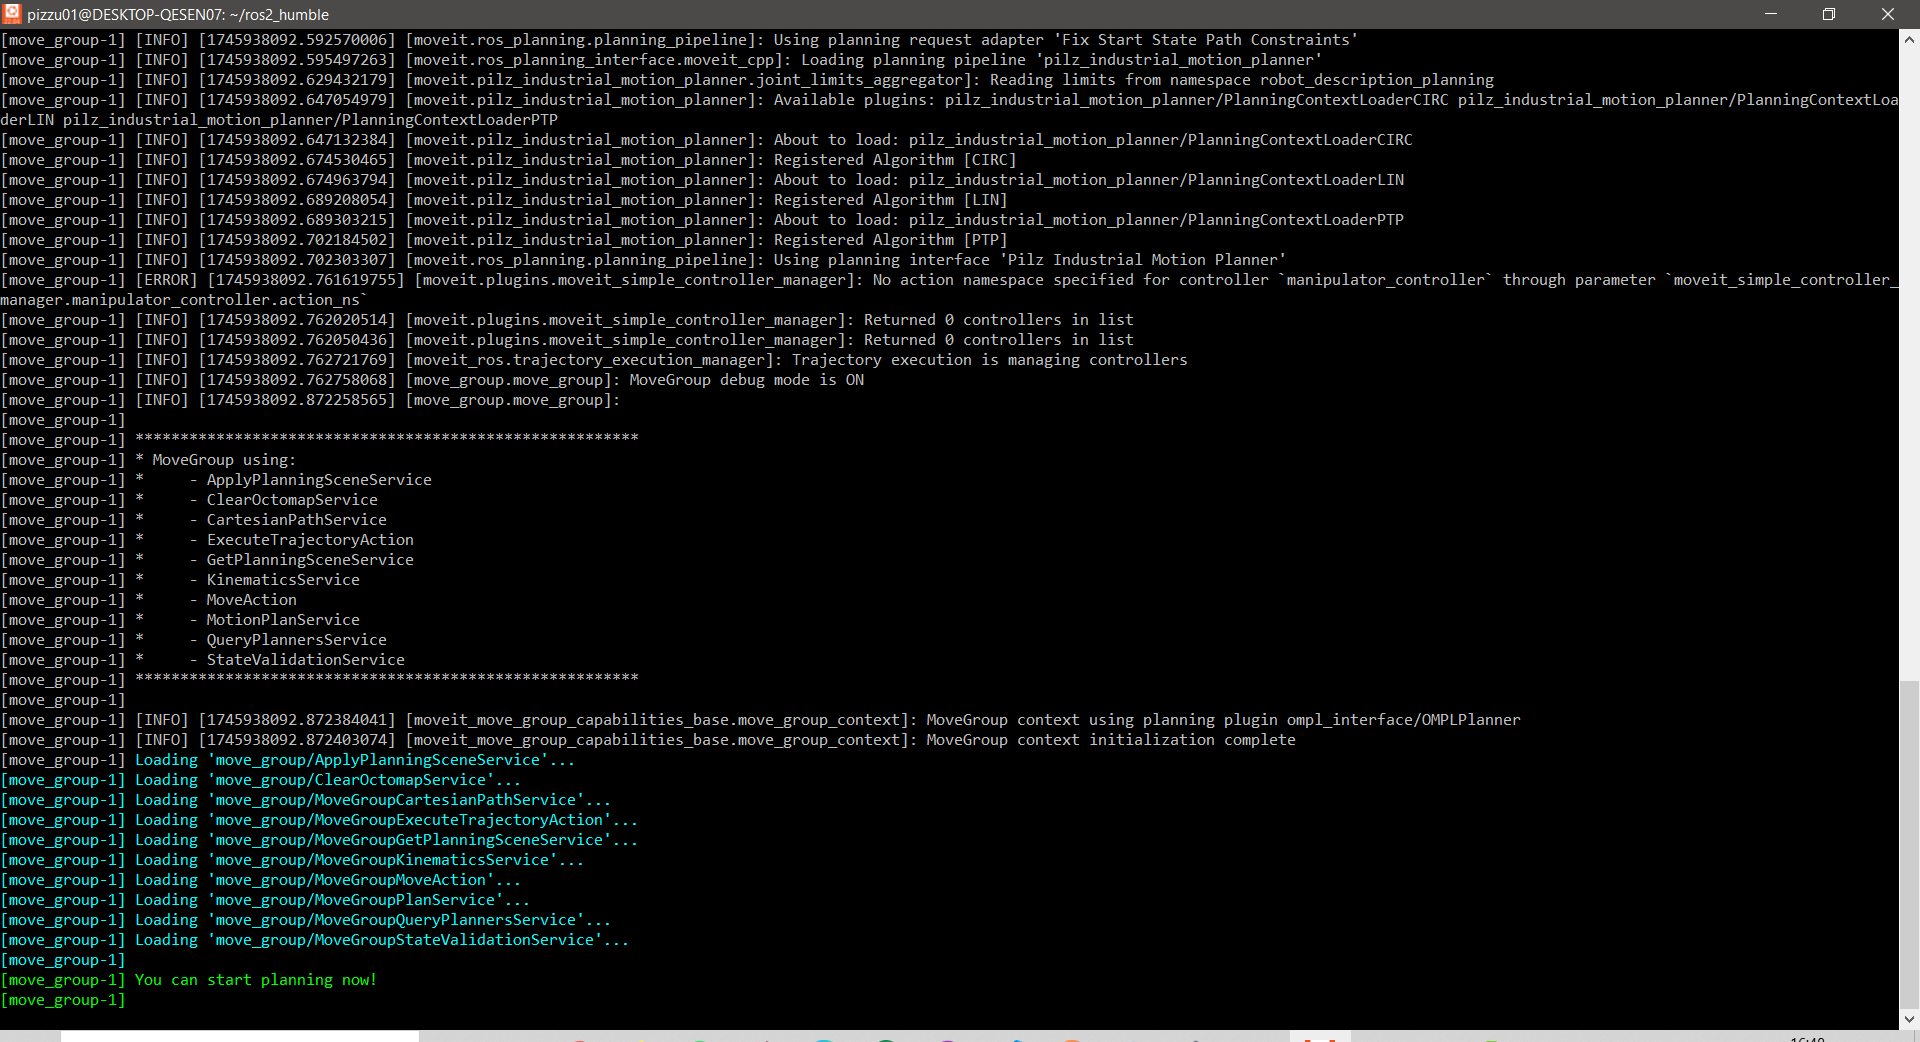 pizzu01@DESKTOP-QESEN07: ~/ros2_humble
[move_group-1] [INFO] [1745938092.592570006] [moveit.ros_planning.planning_pipeline]: Using planning request adapter 'Fix Start State Path Constraints'
[move_group-1] [INFO] [1745938092.595497263] [moveit.ros_planning_interface.moveit_cpp]: Loading planning pipeline 'pilz_industrial_motion_planner'
[move_group-1] [INFO] [1745938092.629432179] [moveit.pilz_industrial_motion_planner.joint_limits_aggregator]: Reading limits from namespace robot_description_planning
[move_group-1] [INFO] [1745938092.647054979] [moveit.pilz_industrial_motion_planner]: Available plugins: pilz_industrial_motion_planner/PlanningContextLoaderCIRC pilz_industrial_motion_planner/PlanningContextLoa
derLIN pilz_industrial_motion_planner/PlanningContextLoaderPTP
[move_group-1] [INFO] [1745938092.647132384] [moveit.pilz_industrial_motion_planner]: About to load: pilz_industrial_motion_planner/PlanningContextLoaderCIRC
[move_group-1] [INFO] [1745938092.674530465] [moveit.pilz_industrial_motion_planner]: Registered Algorithm [CIRC]
[move_group-1] [INFO] [1745938092.674963794] [moveit.pilz_industrial_motion_planner]: About to load: pilz_industrial_motion_planner/PlanningContextLoaderLIN
[move_group-1] [INFO] [1745938092.689208054] [moveit.pilz_industrial_motion_planner]: Registered Algorithm [LIN]
[move_group-1] [INFO] [1745938092.689303215] [moveit.pilz_industrial_motion_planner]: About to load: pilz_industrial_motion_planner/PlanningContextLoaderPTP
[move_group-1] [INFO] [1745938092.702184502] [moveit.pilz_industrial_motion_planner]: Registered Algorithm [PTP]
[move_group-1] [INFO] [1745938092.702303307] [moveit.ros_planning.planning_pipeline]: Using planning interface 'Pilz Industrial Motion Planner'
[move_group-1] [ERROR] [1745938092.761619755] [moveit.plugins.moveit_simple_controller_manager]: No action namespace specified for controller `manipulator_controller` through parameter `moveit_simple_controller_
manager.manipulator_controller.action_ns`
[move_group-1] [INFO] [1745938092.762020514] [moveit.plugins.moveit_simple_controller_manager]: Returned 0 controllers in list
[move_group-1] [INFO] [1745938092.762050436] [moveit.plugins.moveit_simple_controller_manager]: Returned 0 controllers in list
[move_group-1] [INFO] [1745938092.762721769] [moveit_ros.trajectory_execution_manager]: Trajectory execution is managing controllers
[move_group-1] [INFO] [1745938092.762758068] [move_group.move_group]: MoveGroup debug mode is ON
[move_group-1] [INFO] [1745938092.872258565] [move_group.move_group]:
[move_group-1]
[move_group-1] ********************************************************
[move_group-1] * MoveGroup using:
[move_group-1] *     - ApplyPlanningSceneService
[move_group-1] *     - ClearOctomapService
[move_group-1] *     - CartesianPathService
[move_group-1] *     - ExecuteTrajectoryAction
[move_group-1] *     - GetPlanningSceneService
[move_group-1] *     - KinematicsService
[move_group-1] *     - MoveAction
[move_group-1] *     - MotionPlanService
[move_group-1] *     - QueryPlannersService
[move_group-1] *     - StateValidationService
[move_group-1] ********************************************************
[move_group-1]
[move_group-1] [INFO] [1745938092.872384041] [moveit_move_group_capabilities_base.move_group_context]: MoveGroup context using planning plugin ompl_interface/OMPLPlanner
[move_group-1] [INFO] [1745938092.872403074] [moveit_move_group_capabilities_base.move_group_context]: MoveGroup context initialization complete
[move_group-1] Loading 'move_group/ApplyPlanningSceneService'...
[move_group-1] Loading 'move_group/ClearOctomapService'...
[move_group-1] Loading 'move_group/MoveGroupCartesianPathService'...
[move_group-1] Loading 'move_group/MoveGroupExecuteTrajectoryAction'...
[move_group-1] Loading 'move_group/MoveGroupGetPlanningSceneService'...
[move_group-1] Loading 'move_group/MoveGroupKinematicsService'...
[move_group-1] Loading 'move_group/MoveGroupMoveAction'...
[move_group-1] Loading 'move_group/MoveGroupPlanService'...
[move_group-1] Loading 'move_group/MoveGroupQueryPlannersService'...
[move_group-1] Loading 'move_group/MoveGroupStateValidationService'...
[move_group-1]
[move_group-1] You can start planning now!
[move_group-1]